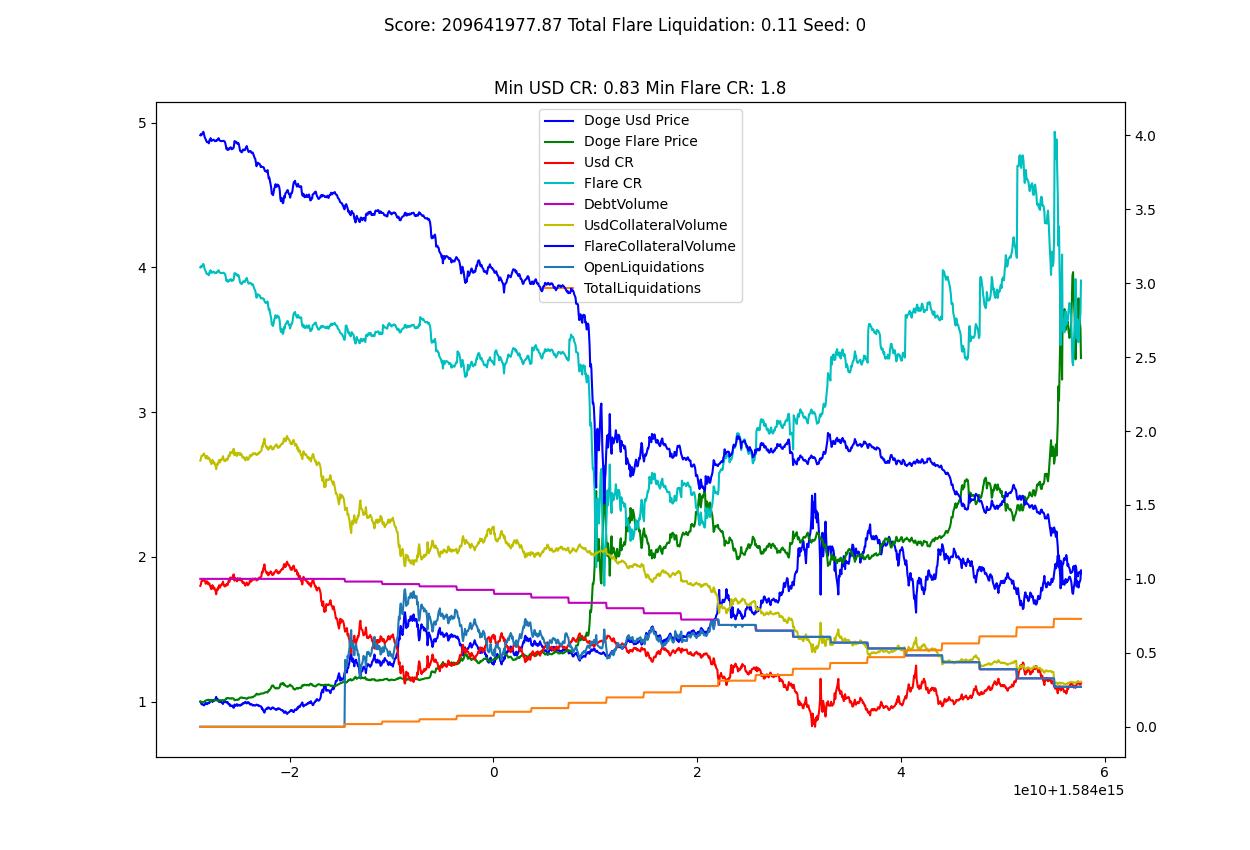 Score: 209641977.87 Total Flare Liquidation: 0.11 Seed: 0
Min USD CR: 0.83 Min Flare CR: 1.8
Doge Usd Price
Doge Flare Price
Usd CR
Flare CR
DebtVolume
UsdCollateralVolume
FlareCollateralVolume
OpenLiquidations
TotalLiquidations
5
4
3
2
1
4.0
3.5
3.0
2.5
2.0
1.5
1.0
0.5
0.0
−2
0
2
4
6
1e10+1.584e15